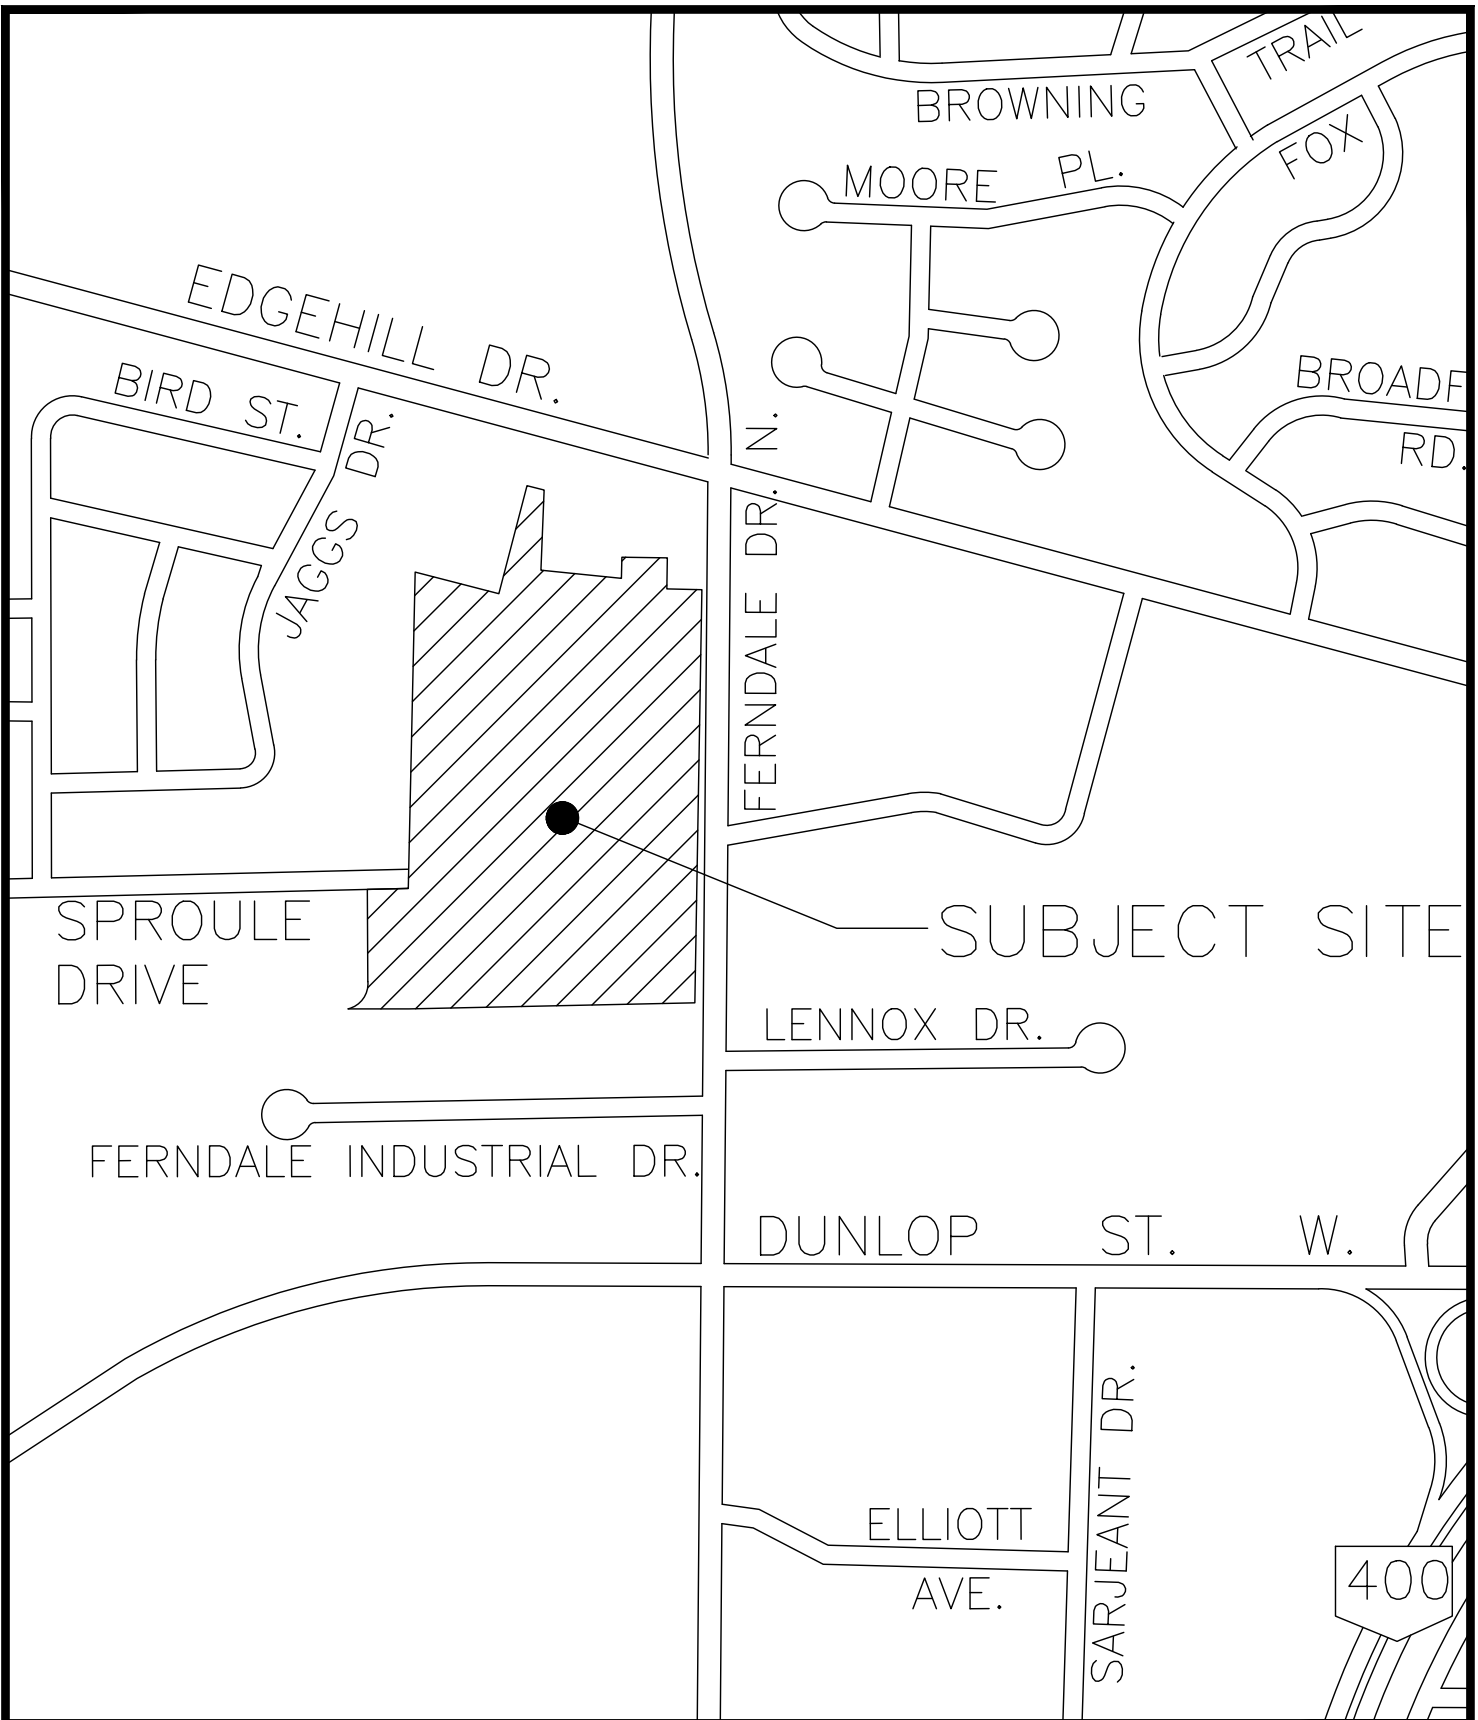 TRAIL
BROWNING
FOX
MOORE PL.
EDGEHILL DR.
BIRD ST.
JAGGS DR.
BROADF
RD.
FERNDALE DR. N.
SPROULE
DRIVE
SUBJECT SITE
LENNOX DR.
FERNDALE INDUSTRIAL DR.
DUNLOP ST. W.
SARJEANT DR.
ELLIOTT
AVE.
400